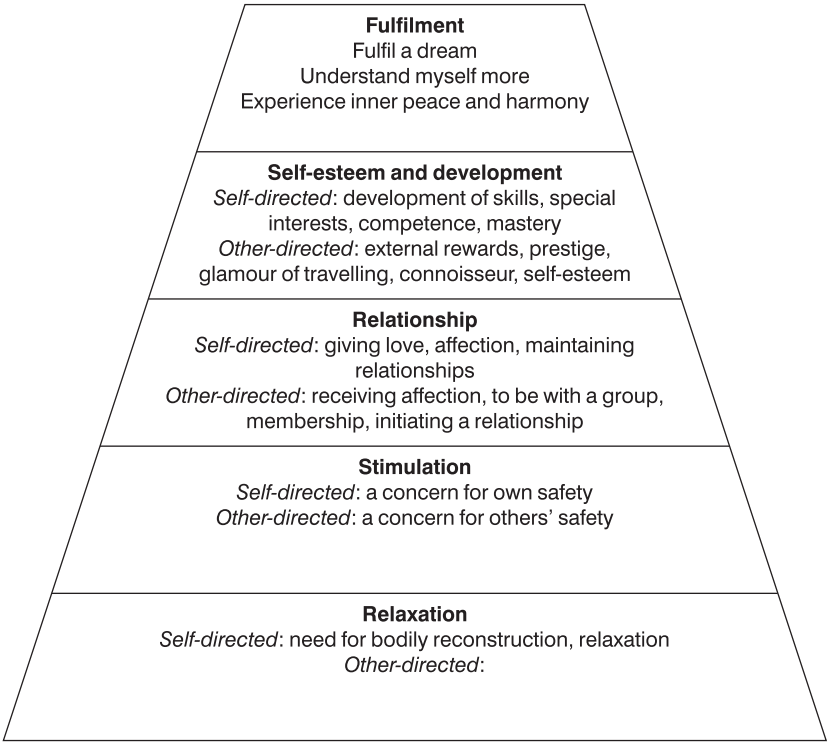 Fulfilment
Fulfil a dream
Understand myself more
Experience inner peace and harmony
Self-esteem and development
Self-directed: development of skills, special
interests, competence, mastery
Other-directed: external rewards, prestige,
glamour of travelling, connoisseur, self-esteem
Relationship
Self-directed: giving love, affection, maintaining
relationships
Other-directed: receiving affection, to be with a group,
membership, initiating a relationship
Stimulation
Self-directed: a concern for own safety
Other-directed: a concern for others’ safety
Relaxation
Self-directed: need for bodily reconstruction, relaxation
Other-directed: